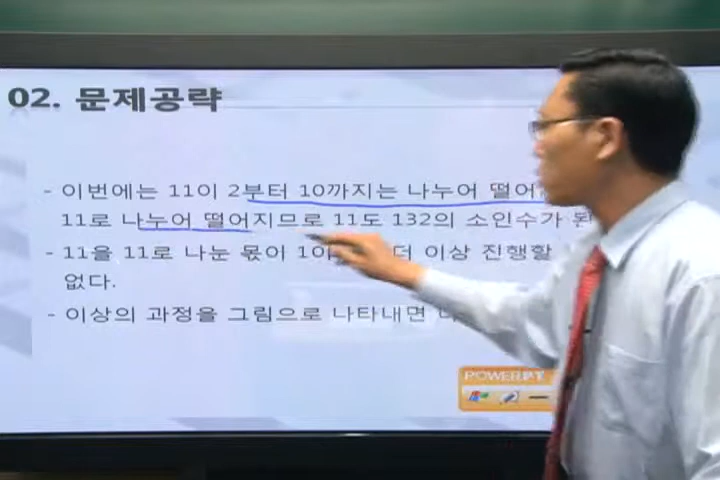 02. 문제공략
- 이번에는 11이 2부터 10까지는 나누어 떨어
11로 나누어 떨어지므로 11도 132의 소인수가 된
- 11을 11로 나눈 몫이 1이 더 이상 진행할
없다.
- 이상의 과정을 그림으로 나타내면